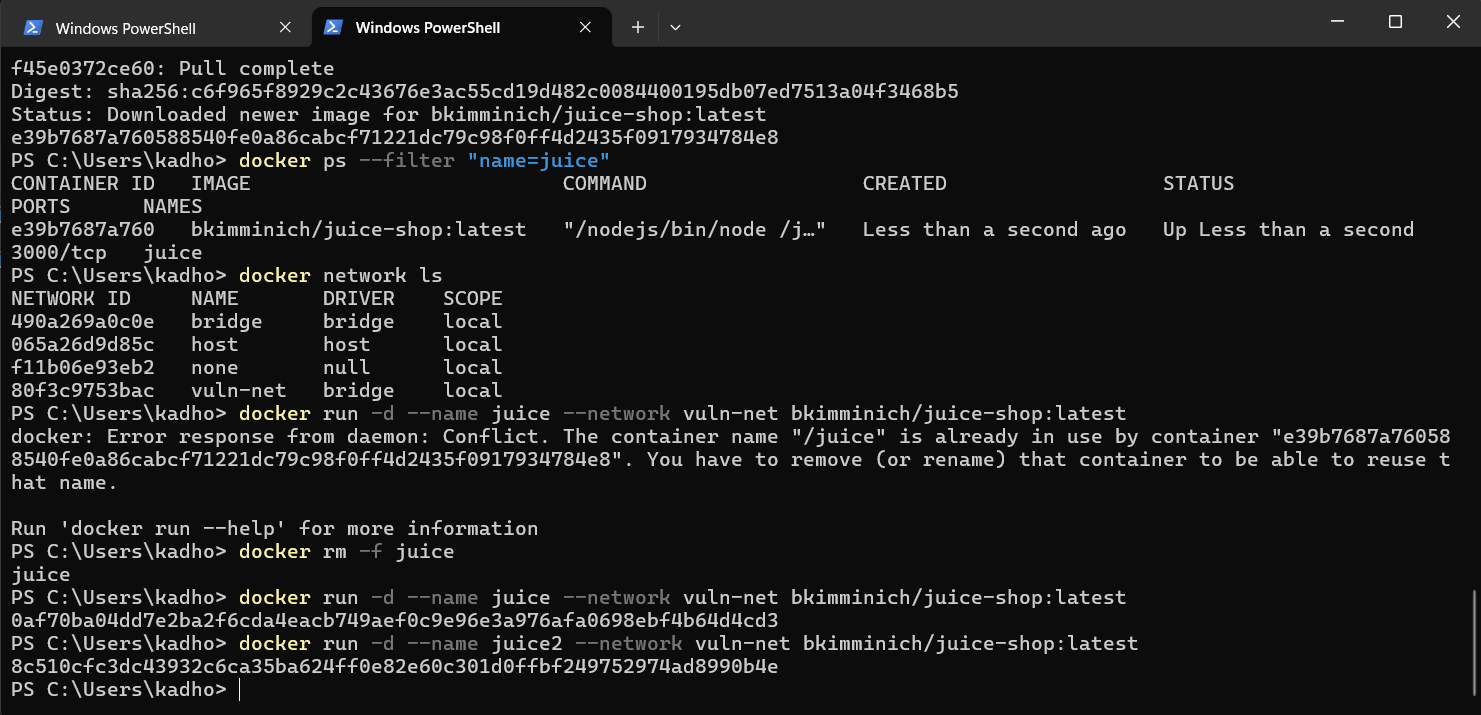 Windows PowerShell
Windows PowerShell
f45e0372ce60: Pull complete
Digest: sha256:c6f965f8929c2c43676e3ac55cd19d482c0084400195db07ed7513a04f3468b5
Status: Downloaded newer image for bkimminich/juice-shop:latest
e39b7687a760588540fe0a86cabcf71221dc79c98f0ff4d2435f0917934784e8
PS C:\Users\kadho> docker ps --filter "name=juice"
CONTAINER ID   IMAGE                          COMMAND                  CREATED                  STATUS
PORTS      NAMES
e39b7687a760   bkimminich/juice-shop:latest   "/nodejs/bin/node /j…"   Less than a second ago   Up Less than a second
3000/tcp   juice
PS C:\Users\kadho> docker network ls
NETWORK ID     NAME       DRIVER    SCOPE
490a269a0c0e   bridge     bridge    local
065a26d9d85c   host       host      local
f11b06e93eb2   none       null      local
80f3c9753bac   vuln-net   bridge    local
PS C:\Users\kadho> docker run -d --name juice --network vuln-net bkimminich/juice-shop:latest
docker: Error response from daemon: Conflict. The container name "/juice" is already in use by container "e39b7687a76058
8540fe0a86cabcf71221dc79c98f0ff4d2435f0917934784e8". You have to remove (or rename) that container to be able to reuse t
hat name.
Run 'docker run --help' for more information
PS C:\Users\kadho> docker rm -f juice
juice
PS C:\Users\kadho> docker run -d --name juice --network vuln-net bkimminich/juice-shop:latest
0af70ba04dd7e2ba2f6cda4eacb749aef0c9e96e3a976afa0698ebf4b64d4cd3
PS C:\Users\kadho> docker run -d --name juice2 --network vuln-net bkimminich/juice-shop:latest
8c510cfc3dc43932c6ca35ba624ff0e82e60c301d0ffbf249752974ad8990b4e
PS C:\Users\kadho>